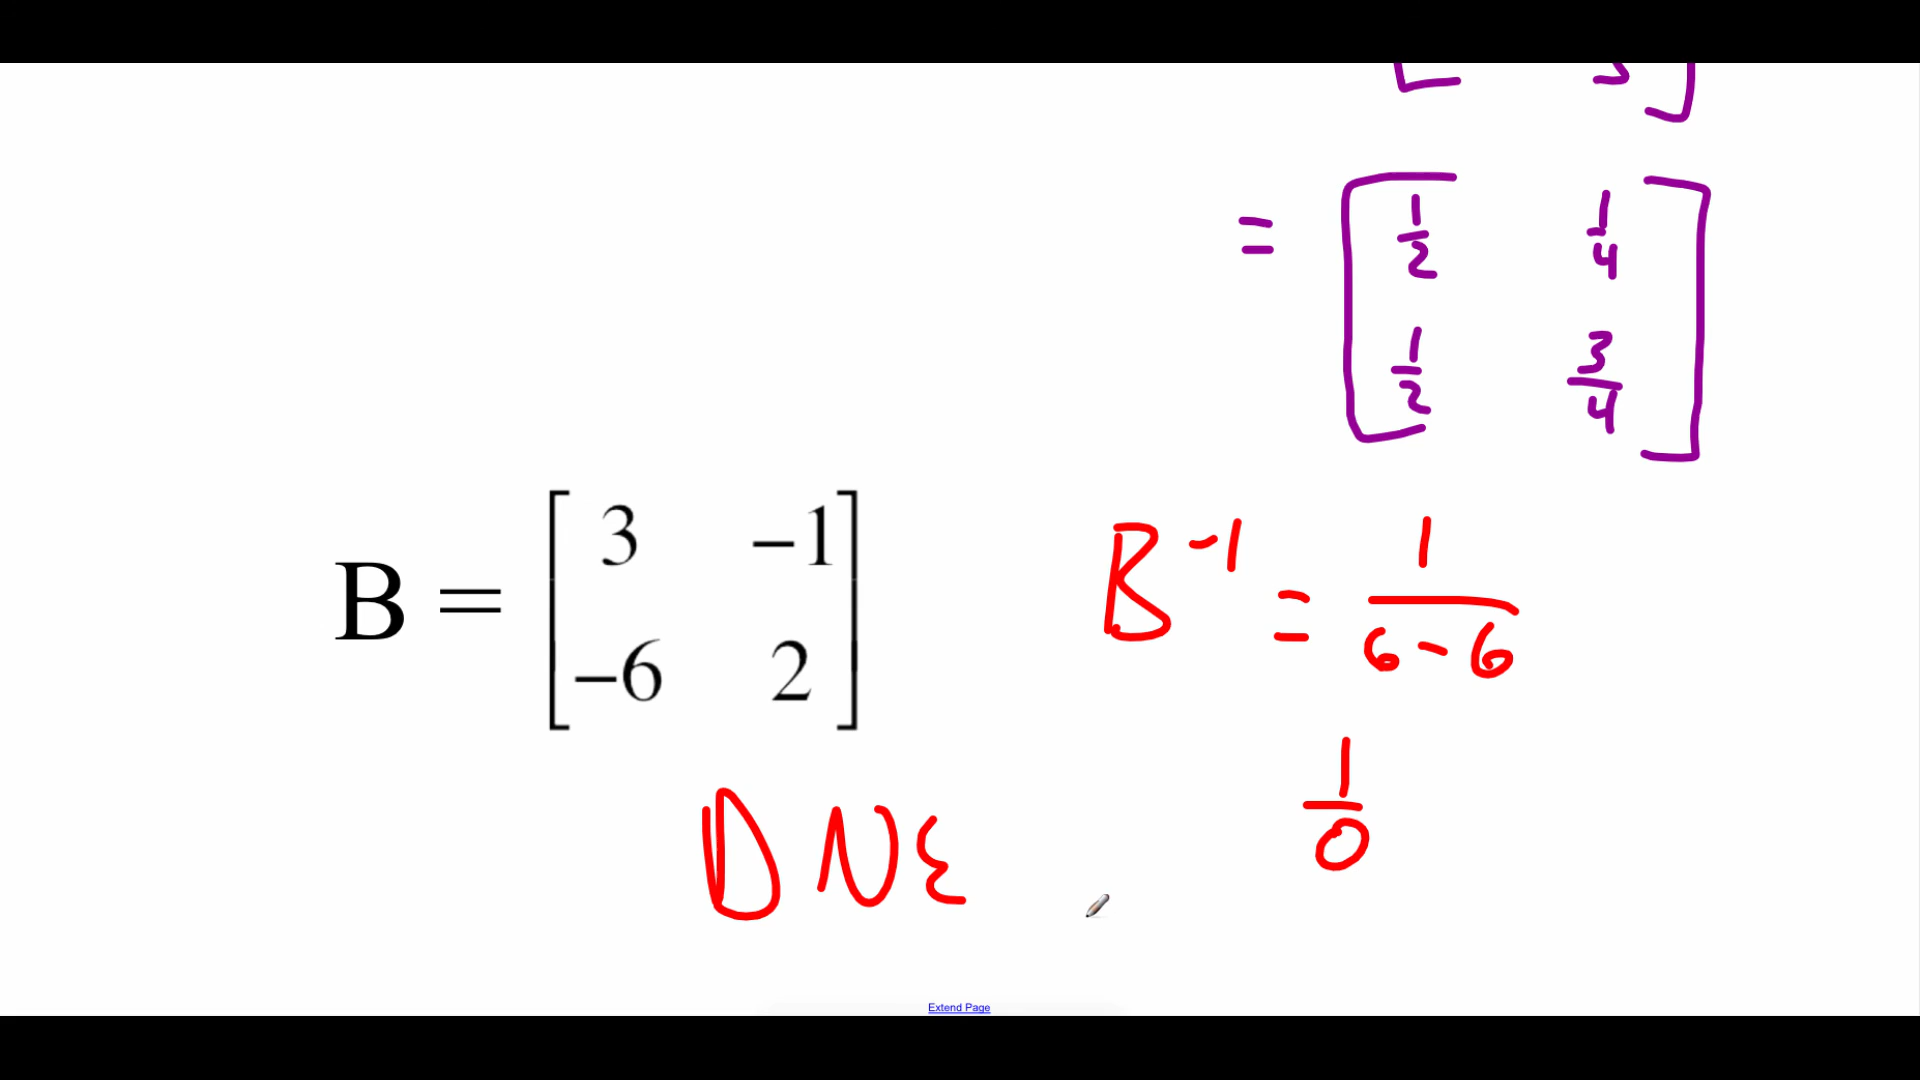 3 ]
= [ 1/2 1/4
1/2 3/4 ]
B = [ 3 −1
−6 2 ]
B⁻¹ = 1/(6-6)
1/0
DNE
Extend Page